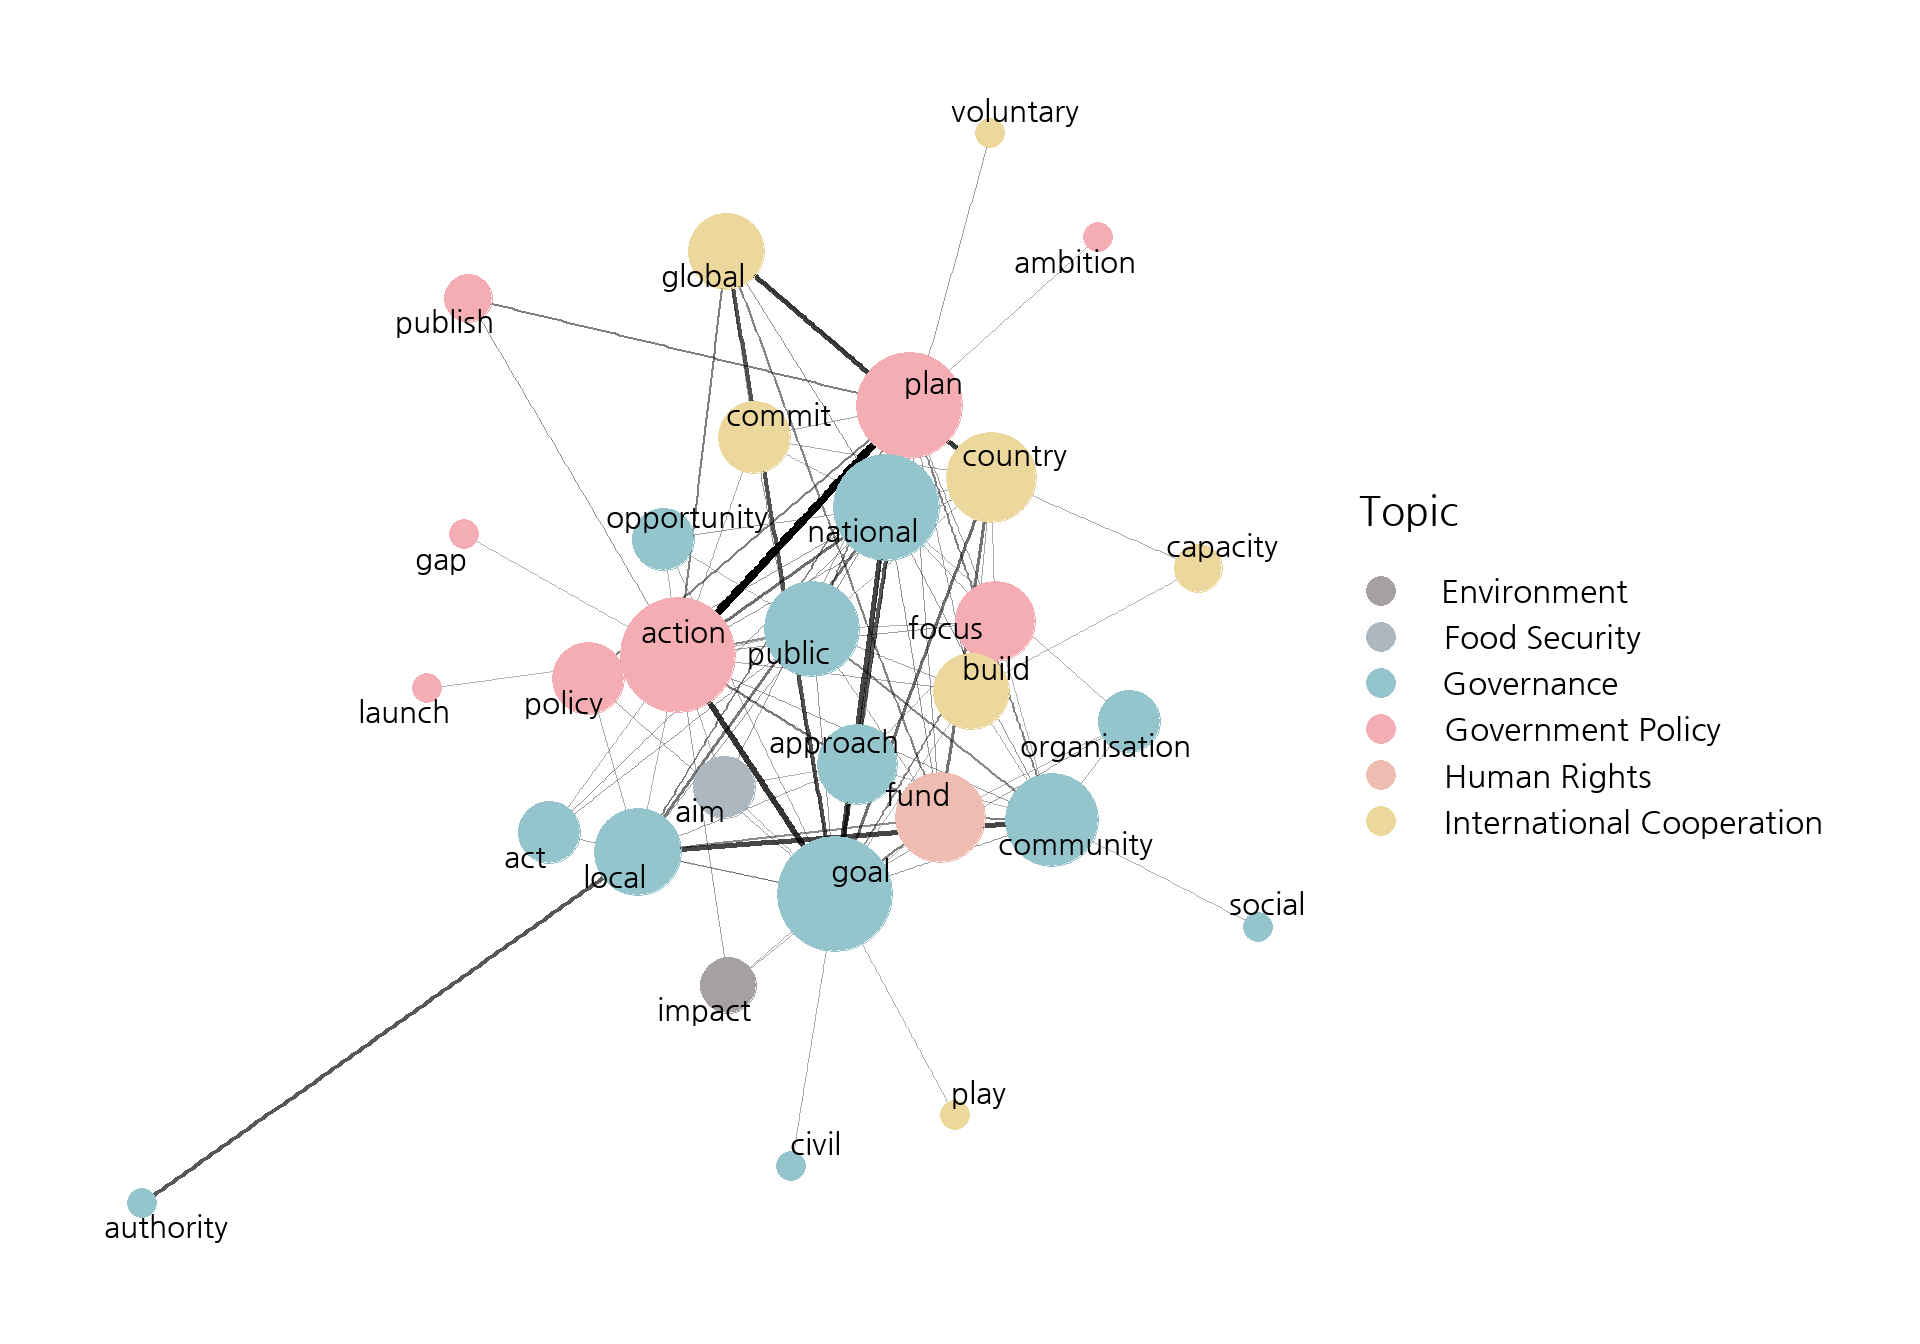 voluntary
ambition
global
publish
plan
commit
country
opportunity
national
capacity
gap
action
focus
public
build
launch
policy
approach
organisation
fund
aim
act
local
goal
community
social
impact
play
civil
authority
Topic
Environment
Food Security
Governance
Government Policy
Human Rights
International Cooperation